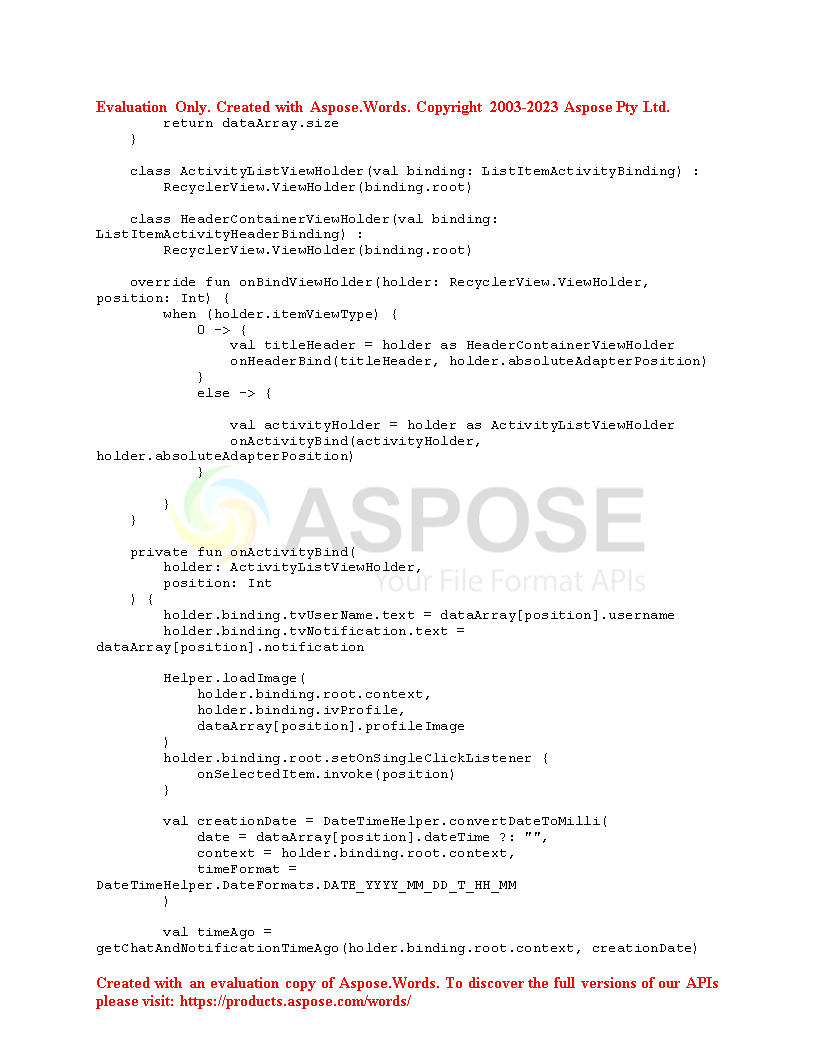 Evaluation Only. Created with Aspose.Words. Copyright 2003-2023 Aspose Pty Ltd.
        return dataArray.size
    }

    class ActivityListViewHolder(val binding: ListItemActivityBinding) :
        RecyclerView.ViewHolder(binding.root)

    class HeaderContainerViewHolder(val binding:
ListItemActivityHeaderBinding) :
        RecyclerView.ViewHolder(binding.root)

    override fun onBindViewHolder(holder: RecyclerView.ViewHolder,
position: Int) {
        when (holder.itemViewType) {
            0 -> {
                val titleHeader = holder as HeaderContainerViewHolder
                onHeaderBind(titleHeader, holder.absoluteAdapterPosition)
            }
            else -> {

                val activityHolder = holder as ActivityListViewHolder
                onActivityBind(activityHolder,
holder.absoluteAdapterPosition)
            }

        }
    }
ASPOSE
Your File Format APIs

    private fun onActivityBind(
        holder: ActivityListViewHolder,
        position: Int
    ) {
        holder.binding.tvUserName.text = dataArray[position].username
        holder.binding.tvNotification.text =
dataArray[position].notification

        Helper.loadImage(
            holder.binding.root.context,
            holder.binding.ivProfile,
            dataArray[position].profileImage
        )
        holder.binding.root.setOnSingleClickListener {
            onSelectedItem.invoke(position)
        }

        val creationDate = DateTimeHelper.convertDateToMilli(
            date = dataArray[position].dateTime ?: "",
            context = holder.binding.root.context,
            timeFormat =
DateTimeHelper.DateFormats.DATE_YYYY_MM_DD_T_HH_MM
        )

        val timeAgo =
getChatAndNotificationTimeAgo(holder.binding.root.context, creationDate)

Created with an evaluation copy of Aspose.Words. To discover the full versions of our APIs
please visit: https://products.aspose.com/words/